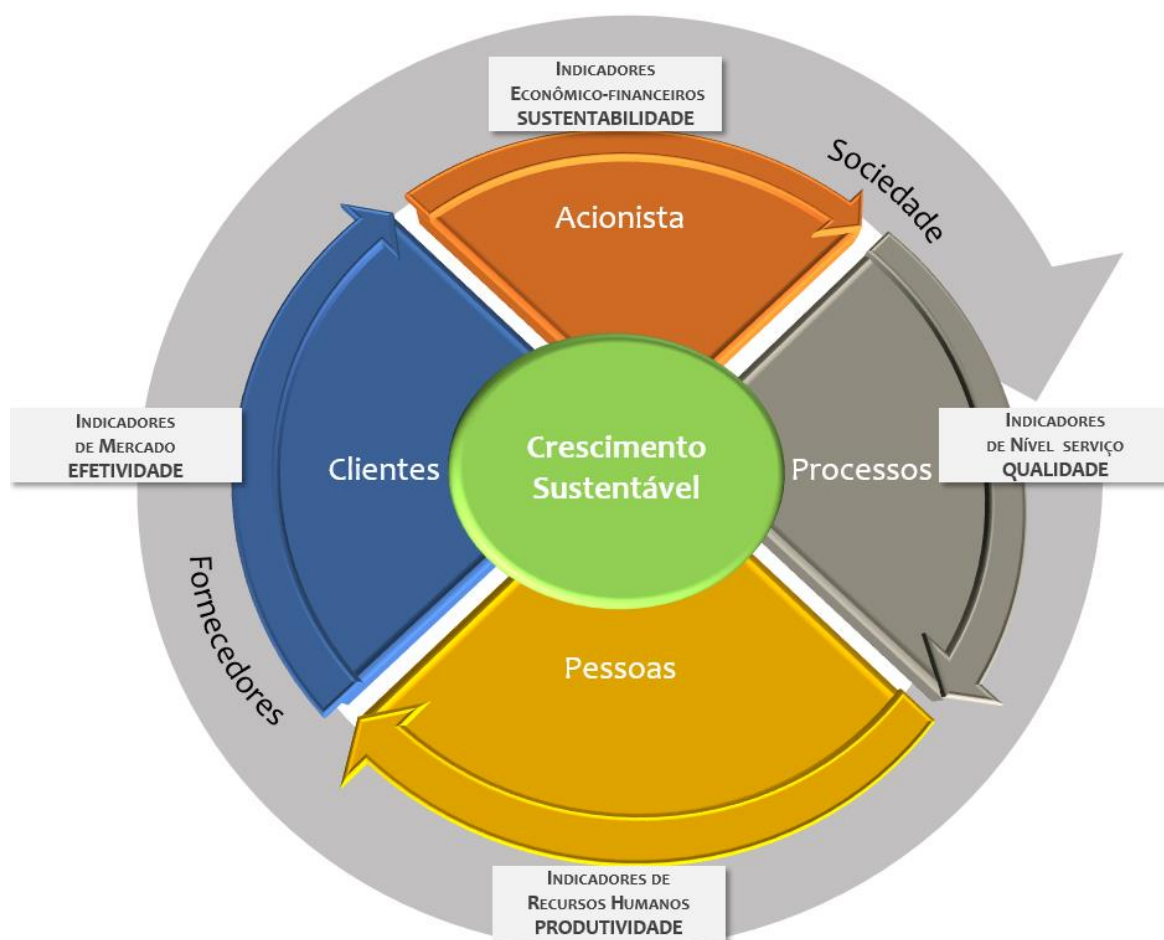 INDICADORES
ECONÔMICO-FINANCEIROS
SUSTENTABILIDADE
Sociedade
Acionista
INDICADORES
DE MERCADO
EFETIVIDADE
Clientes
Crescimento
Sustentável
Processos
INDICADORES
DE NÍVEL SERVIÇO
QUALIDADE
Fornecedores
Pessoas
INDICADORES DE
RECURSOS HUMANOS
PRODUTIVIDADE